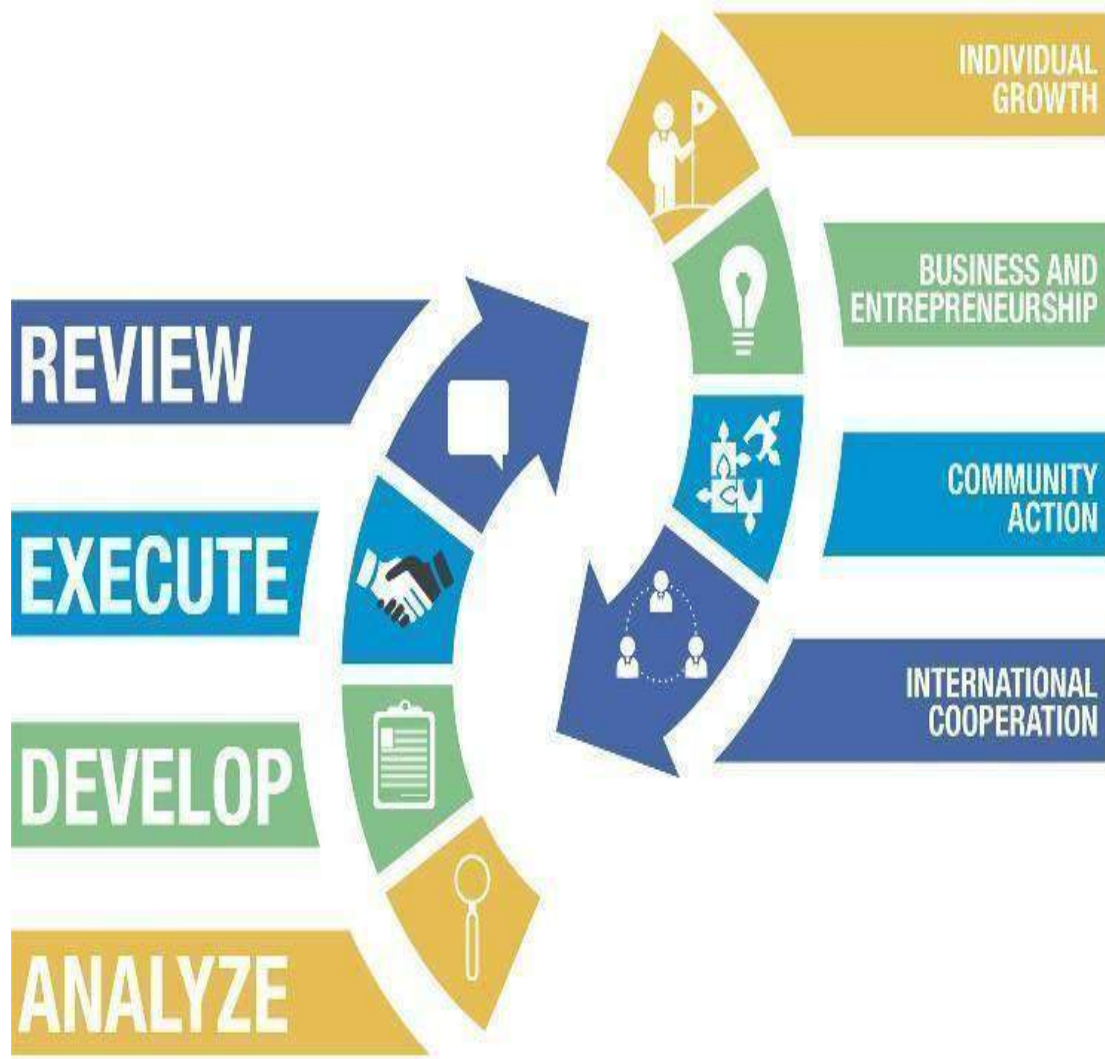 REVIEW
EXECUTE
DEVELOP
ANALYZE
INDIVIDUAL
GROWTH
BUSINESS AND
ENTREPRENEURSHIP
COMMUNITY
ACTION
INTERNATIONAL
COOPERATION